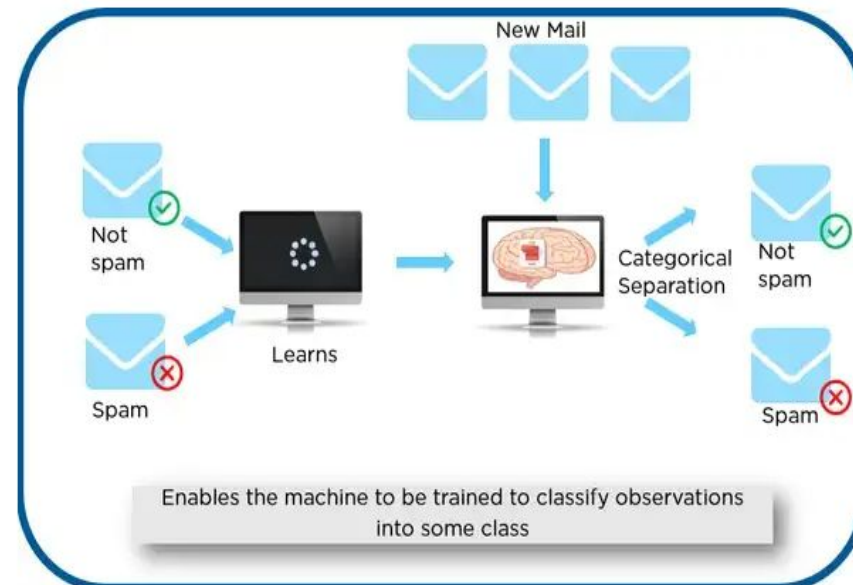 New Mail
Not
spam
Learns
Spam
Categorical
Separation
Not
spam
Spam
Enables the machine to be trained to classify observations
into some class